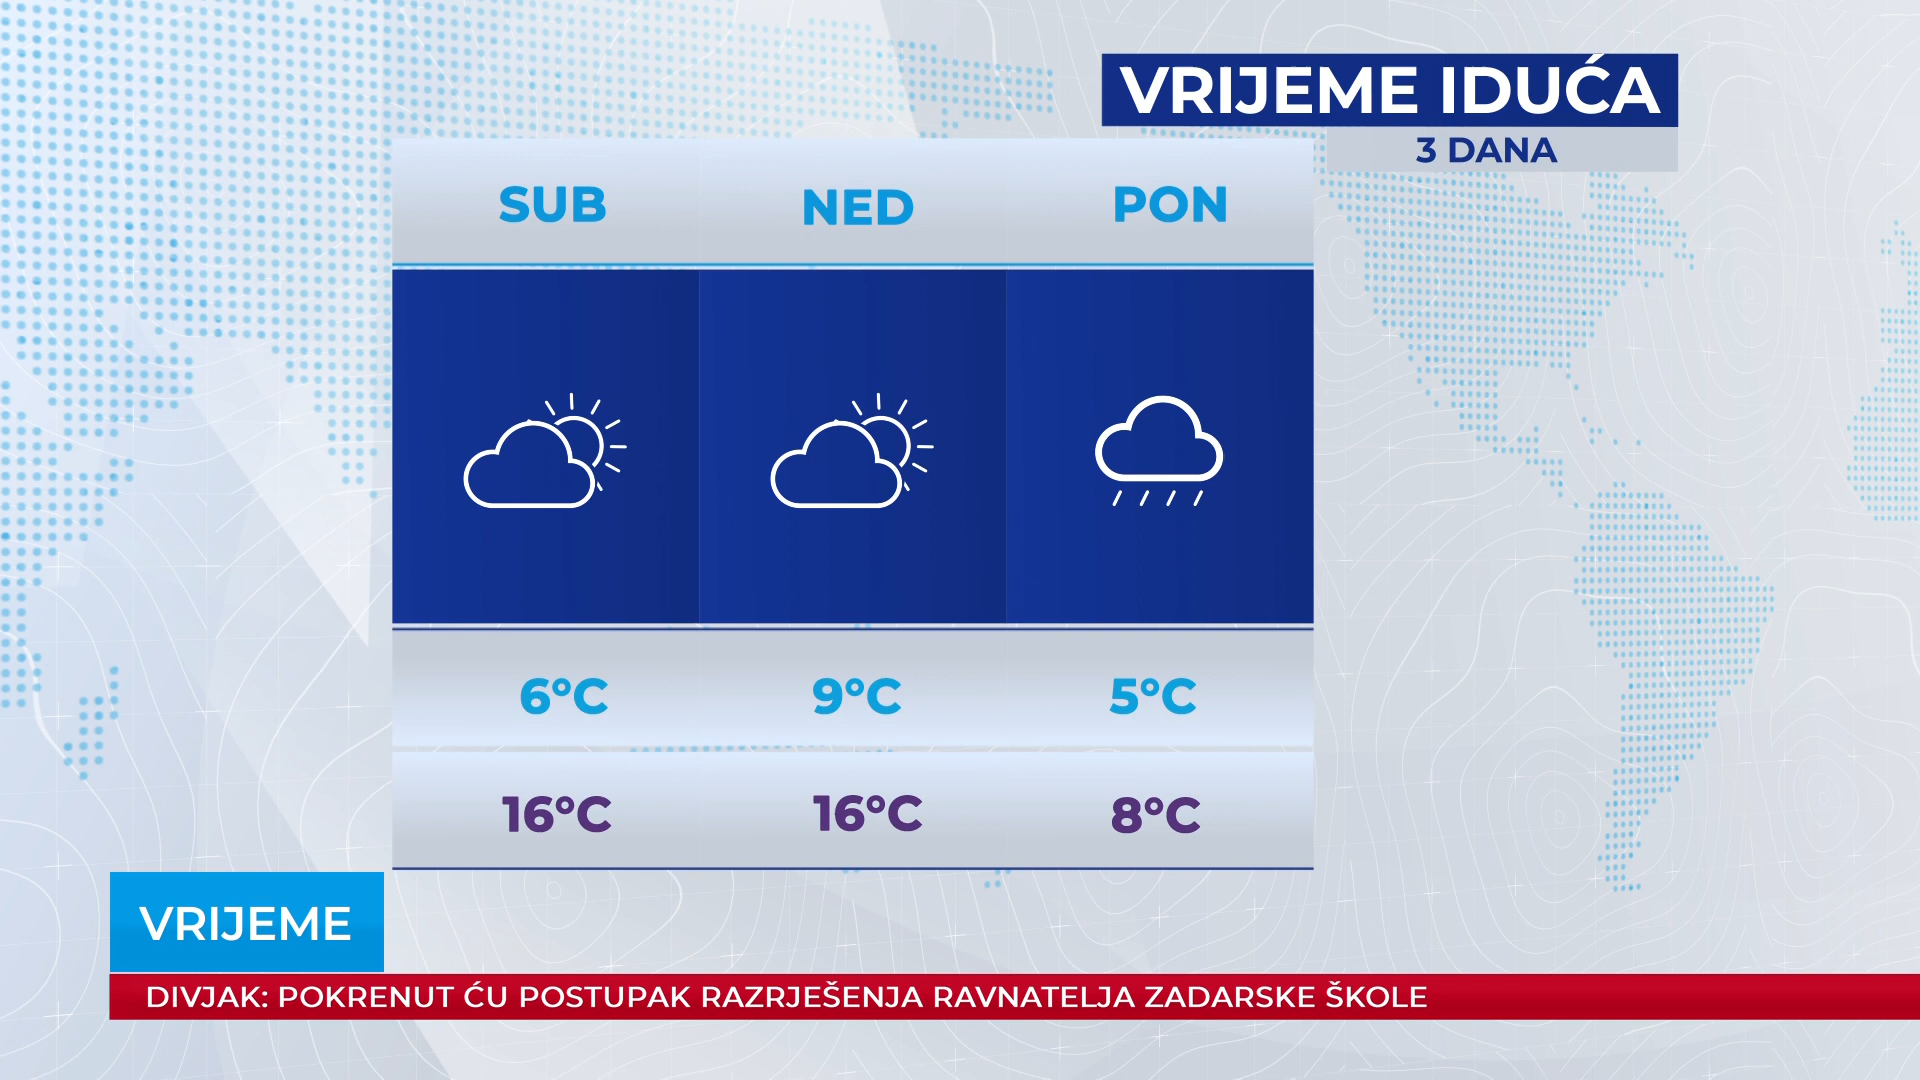 VRIJEME IDUĆA
3 DANA
SUB NED PON
6°C 9°C 5°C
16°C 16°C 8°C
VRIJEME
DIVJAK: POKRENUT ĆU POSTUPAK RAZRJEŠENJA RAVNATELJA ZADARSKE ŠKOLE